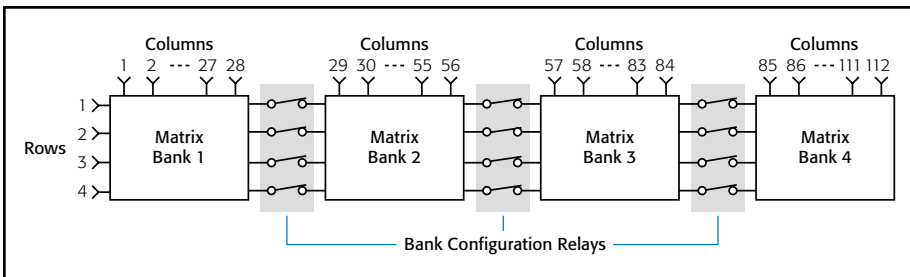 Columns Columns Columns Columns
1 2 --- 27 28 29 30 --- 55 56 57 58 --- 83 84 85 86 --- 111 112
1
2
Rows
3
4
Matrix Bank 1
Matrix Bank 2
Matrix Bank 3
Matrix Bank 4
Bank Configuration Relays